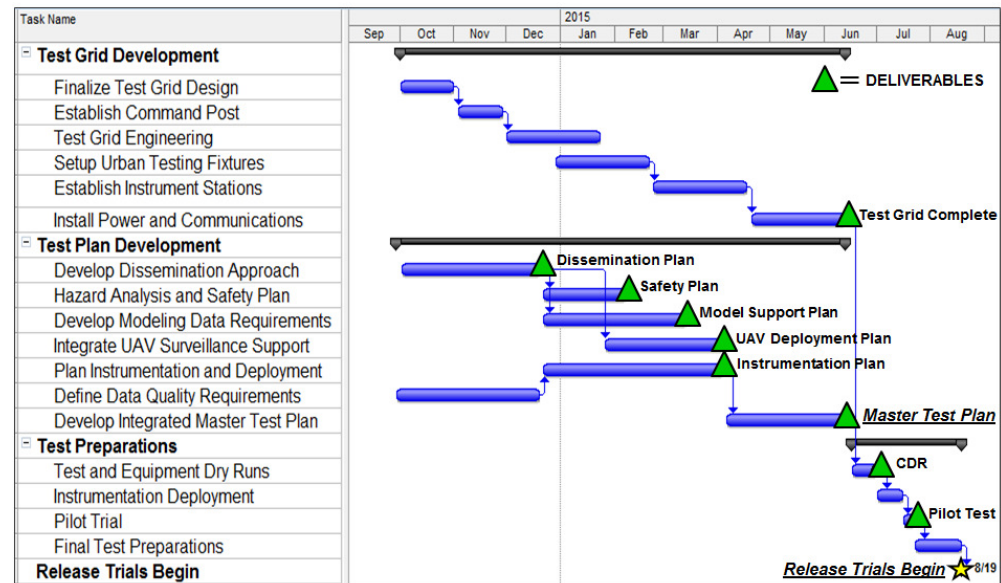 Task Name
2015
Sep Oct Nov Dec Jan Feb Mar Apr May Jun Jul Aug
Test Grid Development
= DELIVERABLES
Finalize Test Grid Design
Establish Command Post
Test Grid Engineering
Setup Urban Testing Fixtures
Establish Instrument Stations
Install Power and Communications
Test Grid Complete
Test Plan Development
Develop Dissemination Approach
Dissemination Plan
Hazard Analysis and Safety Plan
Safety Plan
Develop Modeling Data Requirements
Model Support Plan
Integrate UAV Surveillance Support
UAV Deployment Plan
Plan Instrumentation and Deployment
Instrumentation Plan
Define Data Quality Requirements
Develop Integrated Master Test Plan
Master Test Plan
Test Preparations
Test and Equipment Dry Runs
CDR
Instrumentation Deployment
Pilot Trial
Pilot Test
Final Test Preparations
Release Trials Begin
Release Trials Begin 8/19